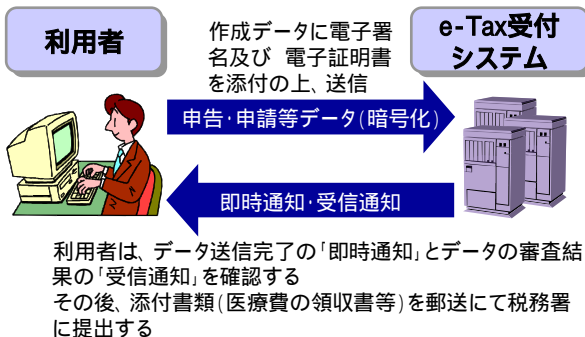 利用者
作成データに電子署
名及び 電子証明書
を添付の上、送信
e-Tax受付
システム
申告･申請等データ(暗号化)
即時通知･受信通知
利用者は、データ送信完了の｢即時通知｣とデータの審査結
果の｢受信通知｣を確認する
その後、添付書類(医療費の領収書等)を郵送にて税務署
に提出する